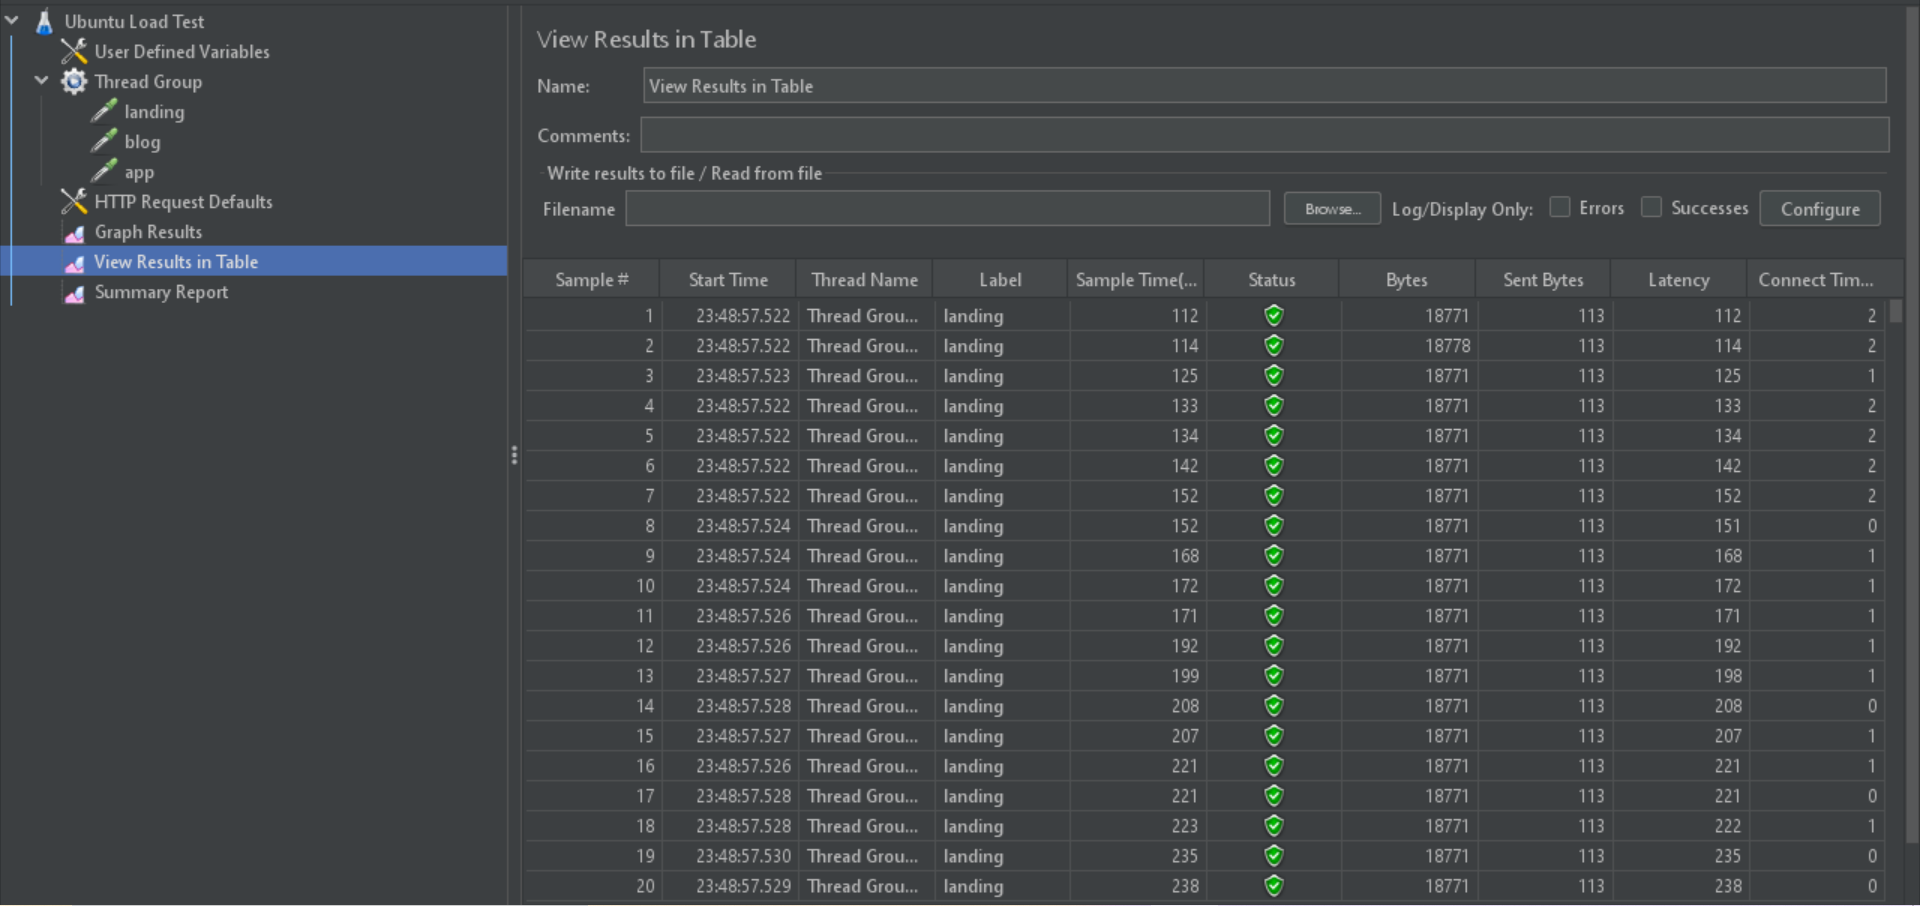 Ubuntu Load Test
User Defined Variables
Thread Group
landing
blog
app
HTTP Request Defaults
Graph Results
View Results in Table
Summary Report
View Results in Table
Name: View Results in Table
Comments:
Write results to file / Read from file
Filename Browse... Log/Display Only: Errors Successes Configure
Sample # Start Time Thread Name Label Sample Time(... Status Bytes Sent Bytes Latency Connect Tim...
1 23:48:57.522 Thread Grou... landing 112 18771 113 112 2
2 23:48:57.522 Thread Grou... landing 114 18778 113 114 2
3 23:48:57.523 Thread Grou... landing 125 18771 113 125 1
4 23:48:57.522 Thread Grou... landing 133 18771 113 133 2
5 23:48:57.522 Thread Grou... landing 134 18771 113 134 2
6 23:48:57.522 Thread Grou... landing 142 18771 113 142 2
7 23:48:57.522 Thread Grou... landing 152 18771 113 152 2
8 23:48:57.524 Thread Grou... landing 152 18771 113 151 0
9 23:48:57.524 Thread Grou... landing 168 18771 113 168 1
10 23:48:57.524 Thread Grou... landing 172 18771 113 172 1
11 23:48:57.526 Thread Grou... landing 171 18771 113 171 1
12 23:48:57.526 Thread Grou... landing 192 18771 113 192 1
13 23:48:57.527 Thread Grou... landing 199 18771 113 198 1
14 23:48:57.528 Thread Grou... landing 208 18771 113 208 0
15 23:48:57.527 Thread Grou... landing 207 18771 113 207 1
16 23:48:57.526 Thread Grou... landing 221 18771 113 221 1
17 23:48:57.528 Thread Grou... landing 221 18771 113 221 0
18 23:48:57.528 Thread Grou... landing 223 18771 113 222 1
19 23:48:57.530 Thread Grou... landing 235 18771 113 235 0
20 23:48:57.529 Thread Grou... landing 238 18771 113 238 0